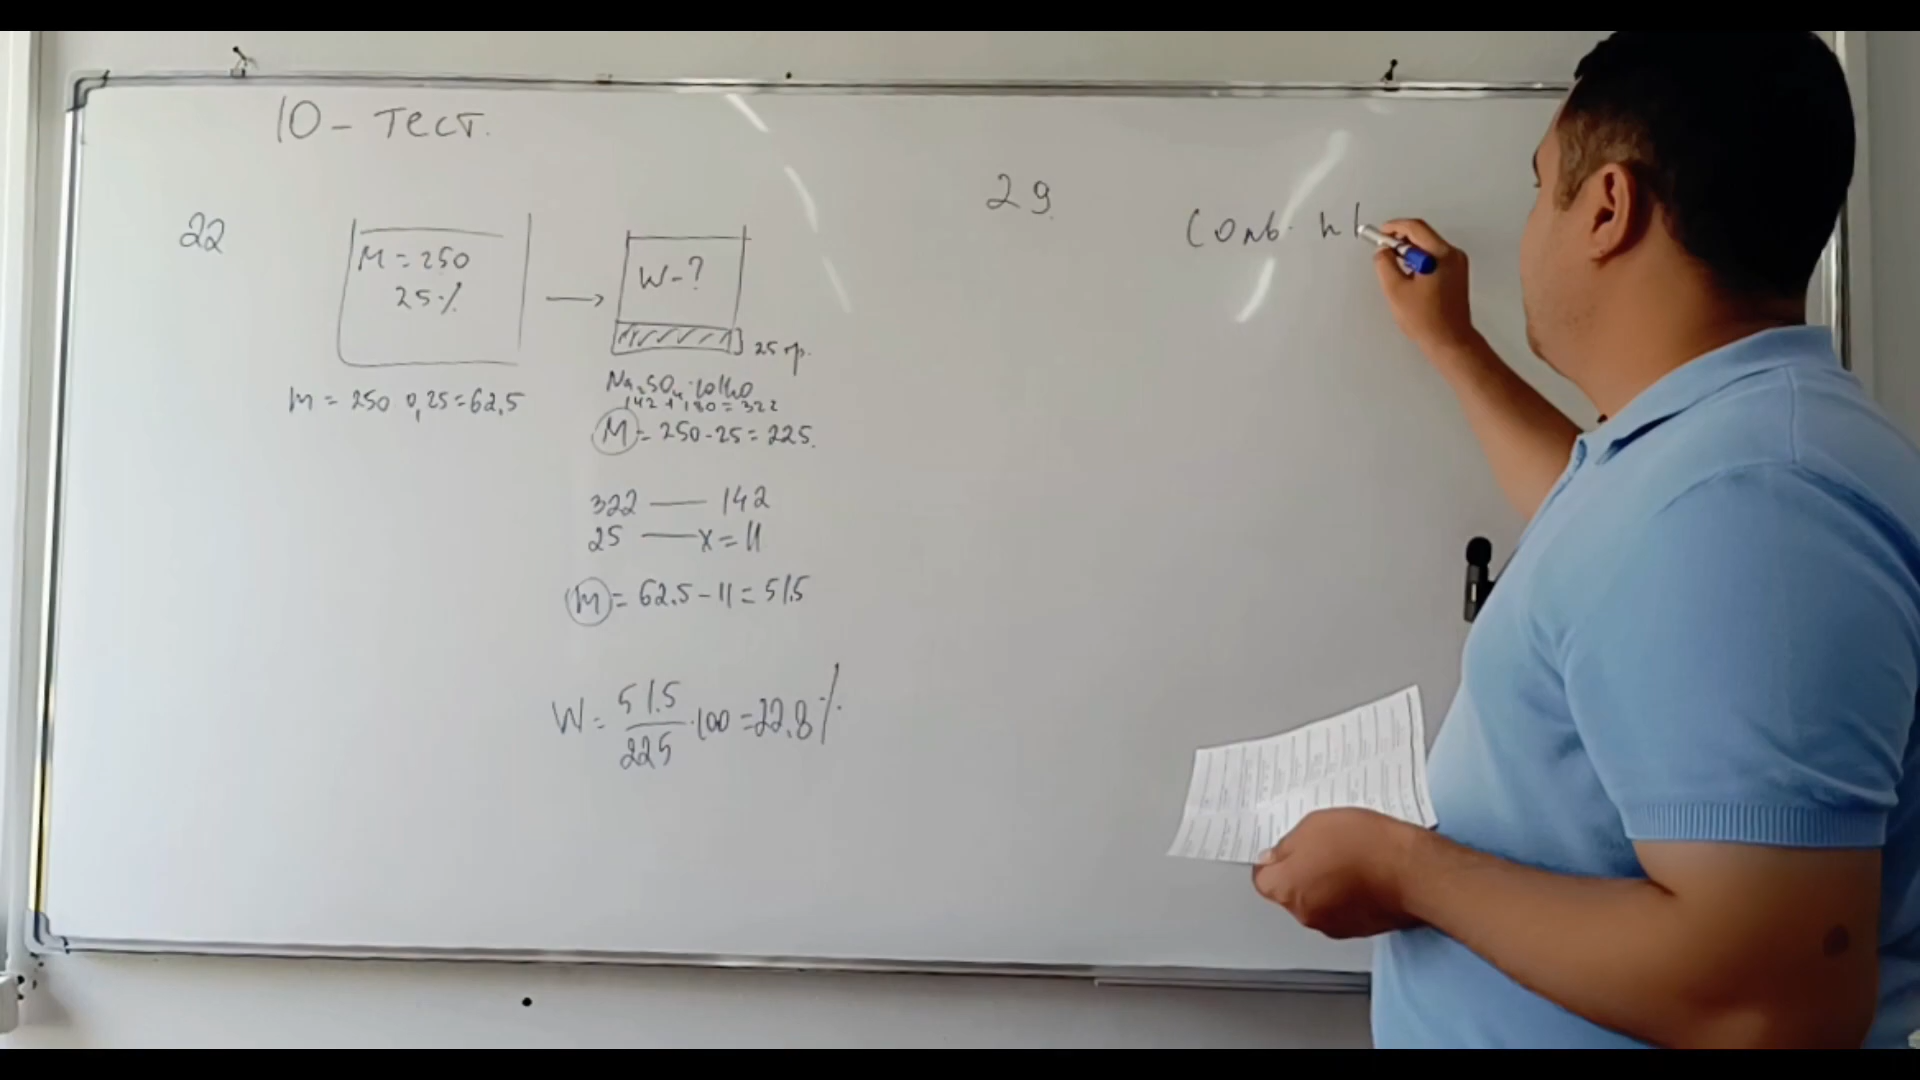 10 - тест.
22
M = 250
25%
m = 250 0,25 = 62,5
W - ?
25 гр.
Na₂SO₄·10H₂O
142 + 180 = 322
M = 250 - 25 = 225.
322 — 142
25 — x = 11
m = 62.5 - 11 = 51.5
W = 51.5 / 225 · 100 = 22.8%
29.